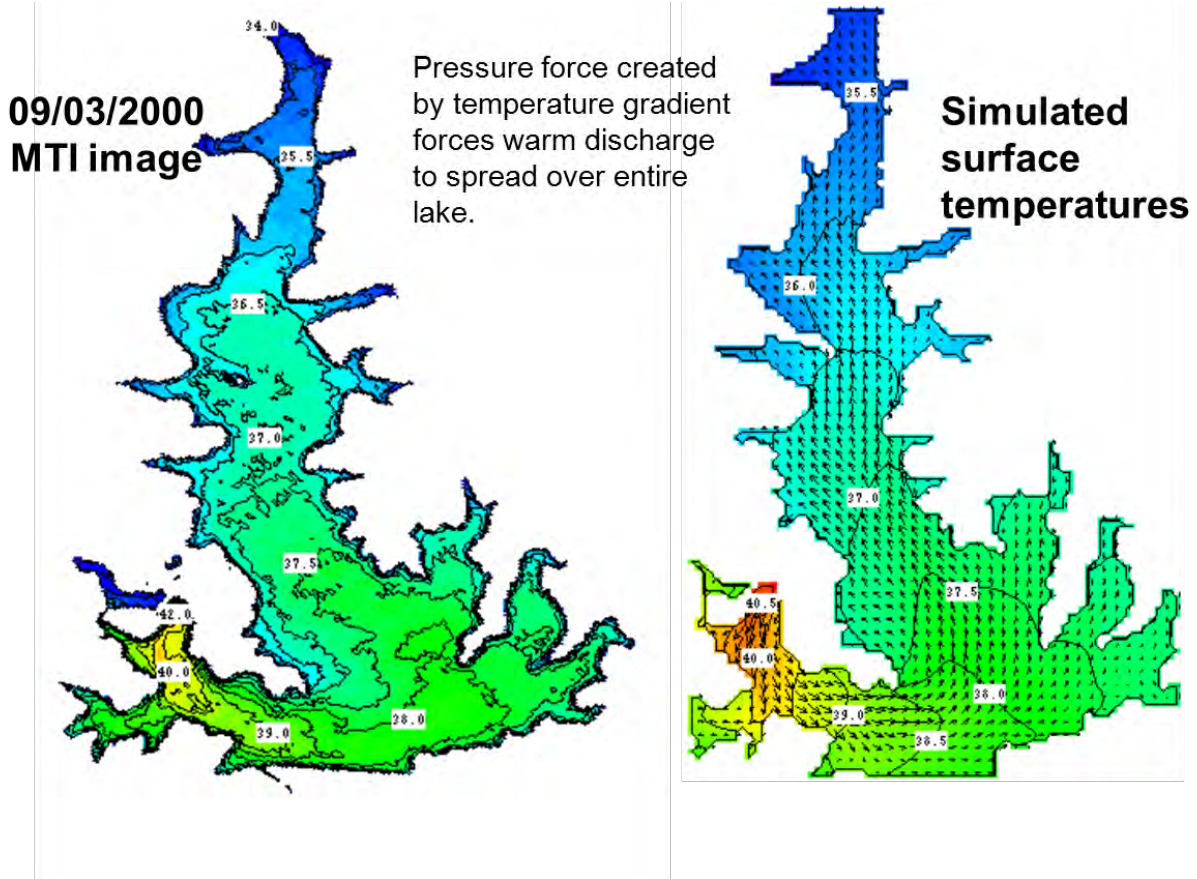 09/03/2000
MTI image
Pressure force created
by temperature gradient
forces warm discharge
to spread over entire
lake.
Simulated
surface
temperatures
34.0
35.5
36.5
37.0
37.5
42.0
40.0
39.0
38.0
35.5
36.0
37.0
37.5
40.5
40.0
38.0
39.0
38.5